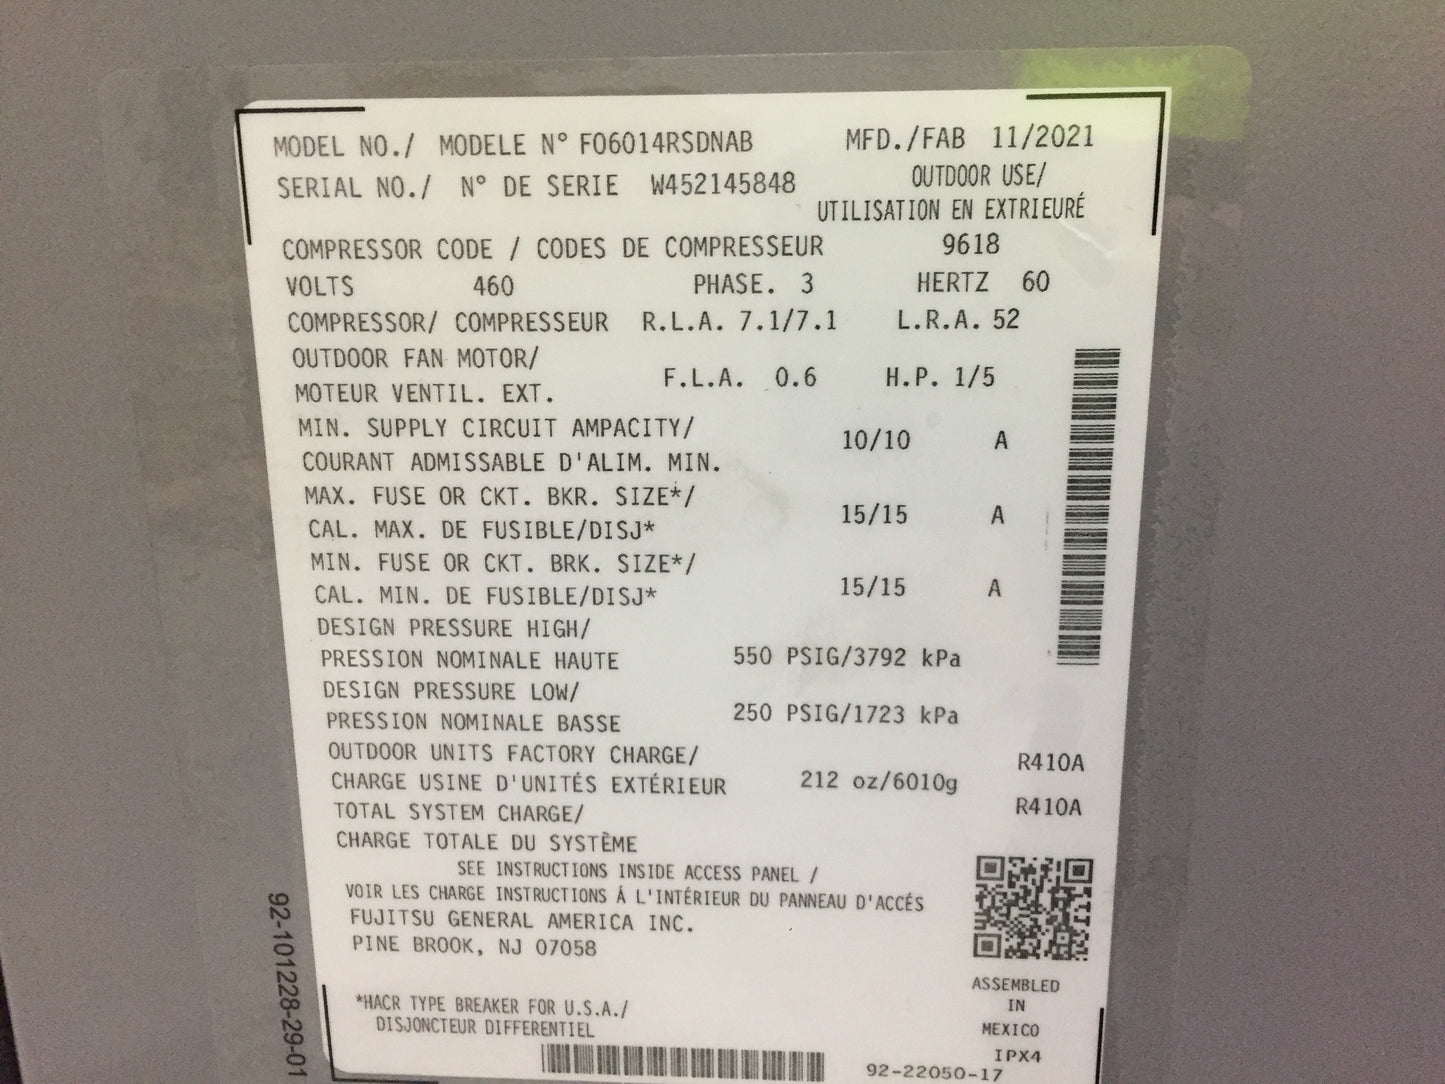 MODEL NO./ MODELE N° FO6014RSDNAB MFD./FAB 11/2021
SERIAL NO./ N° DE SERIE W452145848 OUTDOOR USE/
UTILISATION EN EXTRIEURÉ
COMPRESSOR CODE / CODES DE COMPRESSEUR 9618
VOLTS 460 PHASE. 3 HERTZ 60
COMPRESSOR/ COMPRESSEUR R.L.A. 7.1/7.1 L.R.A. 52
OUTDOOR FAN MOTOR/
MOTEUR VENTIL. EXT. F.L.A. 0.6 H.P. 1/5
MIN. SUPPLY CIRCUIT AMPACITY/
COURANT ADMISSABLE D'ALIM. MIN. 10/10 A
MAX. FUSE OR CKT. BKR. SIZE*/
CAL. MAX. DE FUSIBLE/DISJ* 15/15 A
MIN. FUSE OR CKT. BRK. SIZE*/
CAL. MIN. DE FUSIBLE/DISJ* 15/15 A
DESIGN PRESSURE HIGH/
PRESSION NOMINALE HAUTE 550 PSIG/3792 kPa
DESIGN PRESSURE LOW/
PRESSION NOMINALE BASSE 250 PSIG/1723 kPa
OUTDOOR UNITS FACTORY CHARGE/ R410A
CHARGE USINE D'UNITÉS EXTÉRIEUR 212 oz/6010g
TOTAL SYSTEM CHARGE/ R410A
CHARGE TOTALE DU SYSTÈME
SEE INSTRUCTIONS INSIDE ACCESS PANEL /
VOIR LES CHARGE INSTRUCTIONS Á L'INTÉRIEUR DU PANNEAU D'ACCÉS
FUJITSU GENERAL AMERICA INC.
PINE BROOK, NJ 07058
ASSEMBLED
IN
MEXICO
IPX4
*HACR TYPE BREAKER FOR U.S.A./
DISJONCTEUR DIFFERENTIEL
92-22050-17
92-101228-29-01